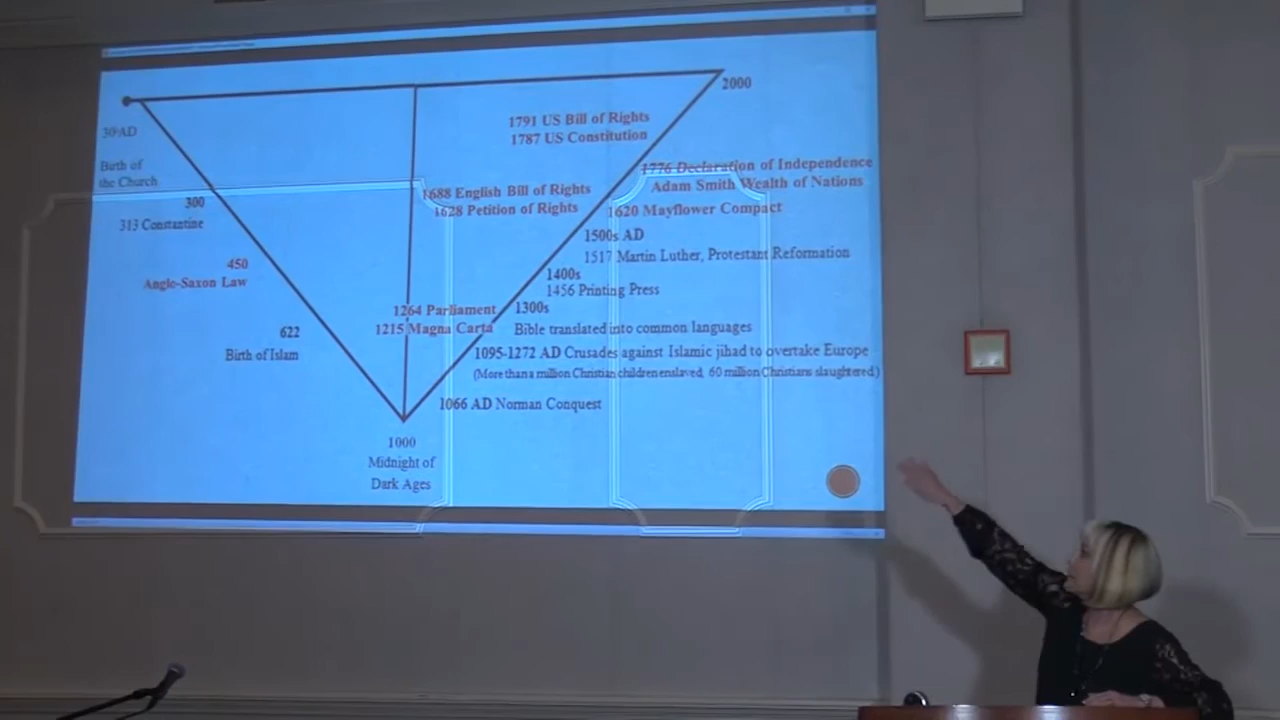 2000
30 AD
Birth of
the Church
1791 US Bill of Rights
1787 US Constitution
1776 Declaration of Independence
Adam Smith Wealth of Nations
1688 English Bill of Rights
1628 Petition of Rights
1620 Mayflower Compact
300
313 Constantine
1500s AD
1517 Martin Luther, Protestant Reformation
450
Anglo-Saxon Law
1400s
1456 Printing Press
1264 Parliament
1215 Magna Carta
1300s
Bible translated into common languages
622
Birth of Islam
1095-1272 AD Crusades against Islamic jihad to overtake Europe
(More than a million Christian children enslaved, 60 million Christians slaughtered)
1066 AD Norman Conquest
1000
Midnight of
Dark Ages